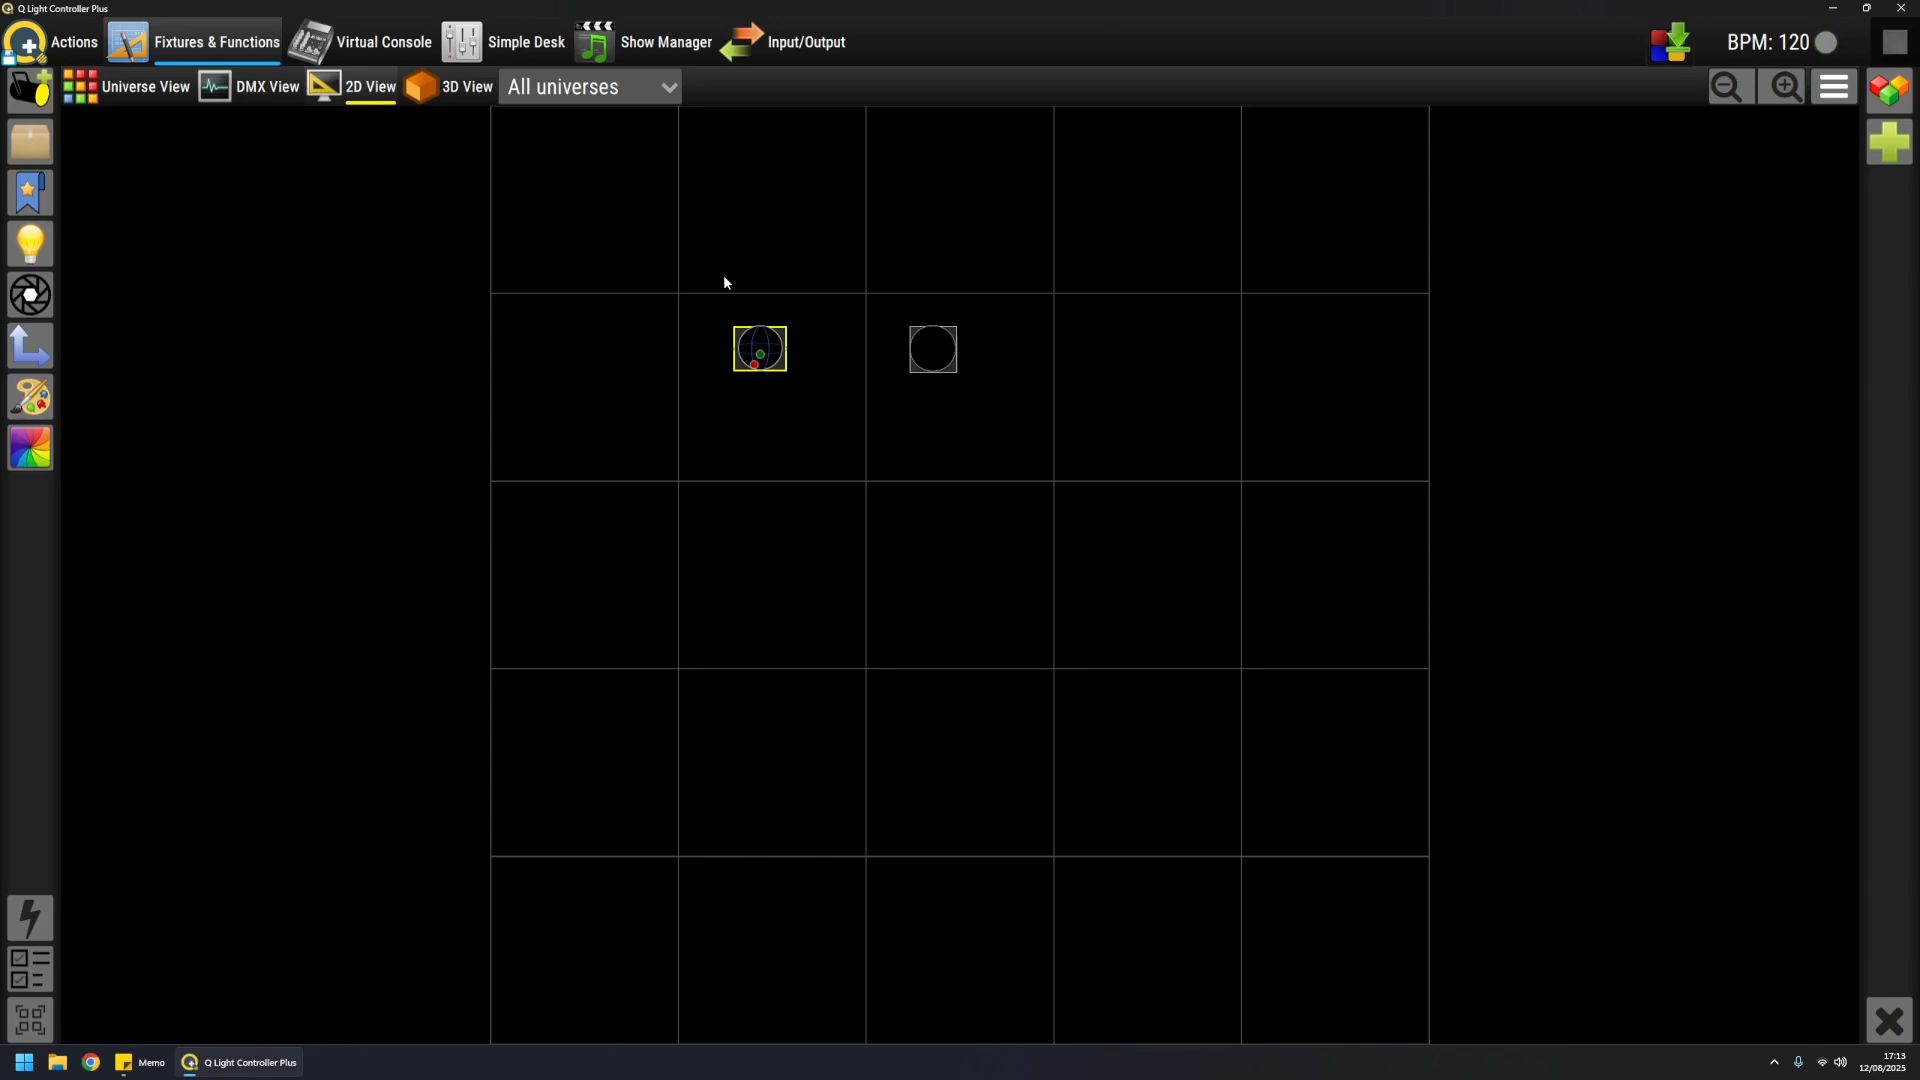 Q Light Controller Plus
Actions
Fixtures & Functions
Virtual Console
Simple Desk
Show Manager
Input/Output
BPM: 120
Universe View
DMX View
2D View
3D View
All universes
Memo
Q Light Controller Plus
17:13
12/08/2025